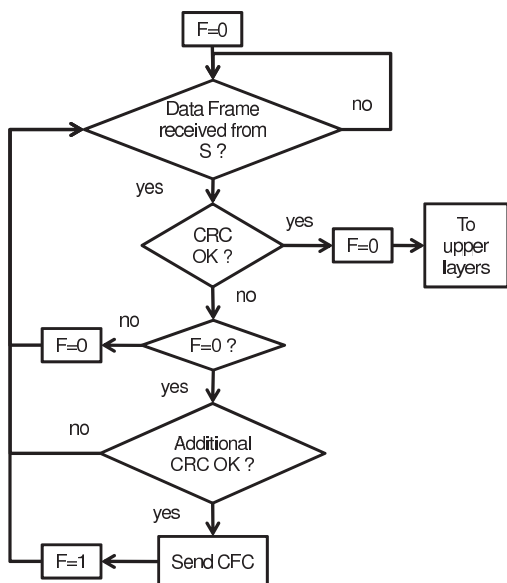 F=0
Data Frame
received from
S ?
no
yes
CRC
OK ?
yes
F=0
To
upper
layers
no
F=0 ?
no
F=0
yes
Additional
CRC OK ?
no
yes
Send CFC
F=1